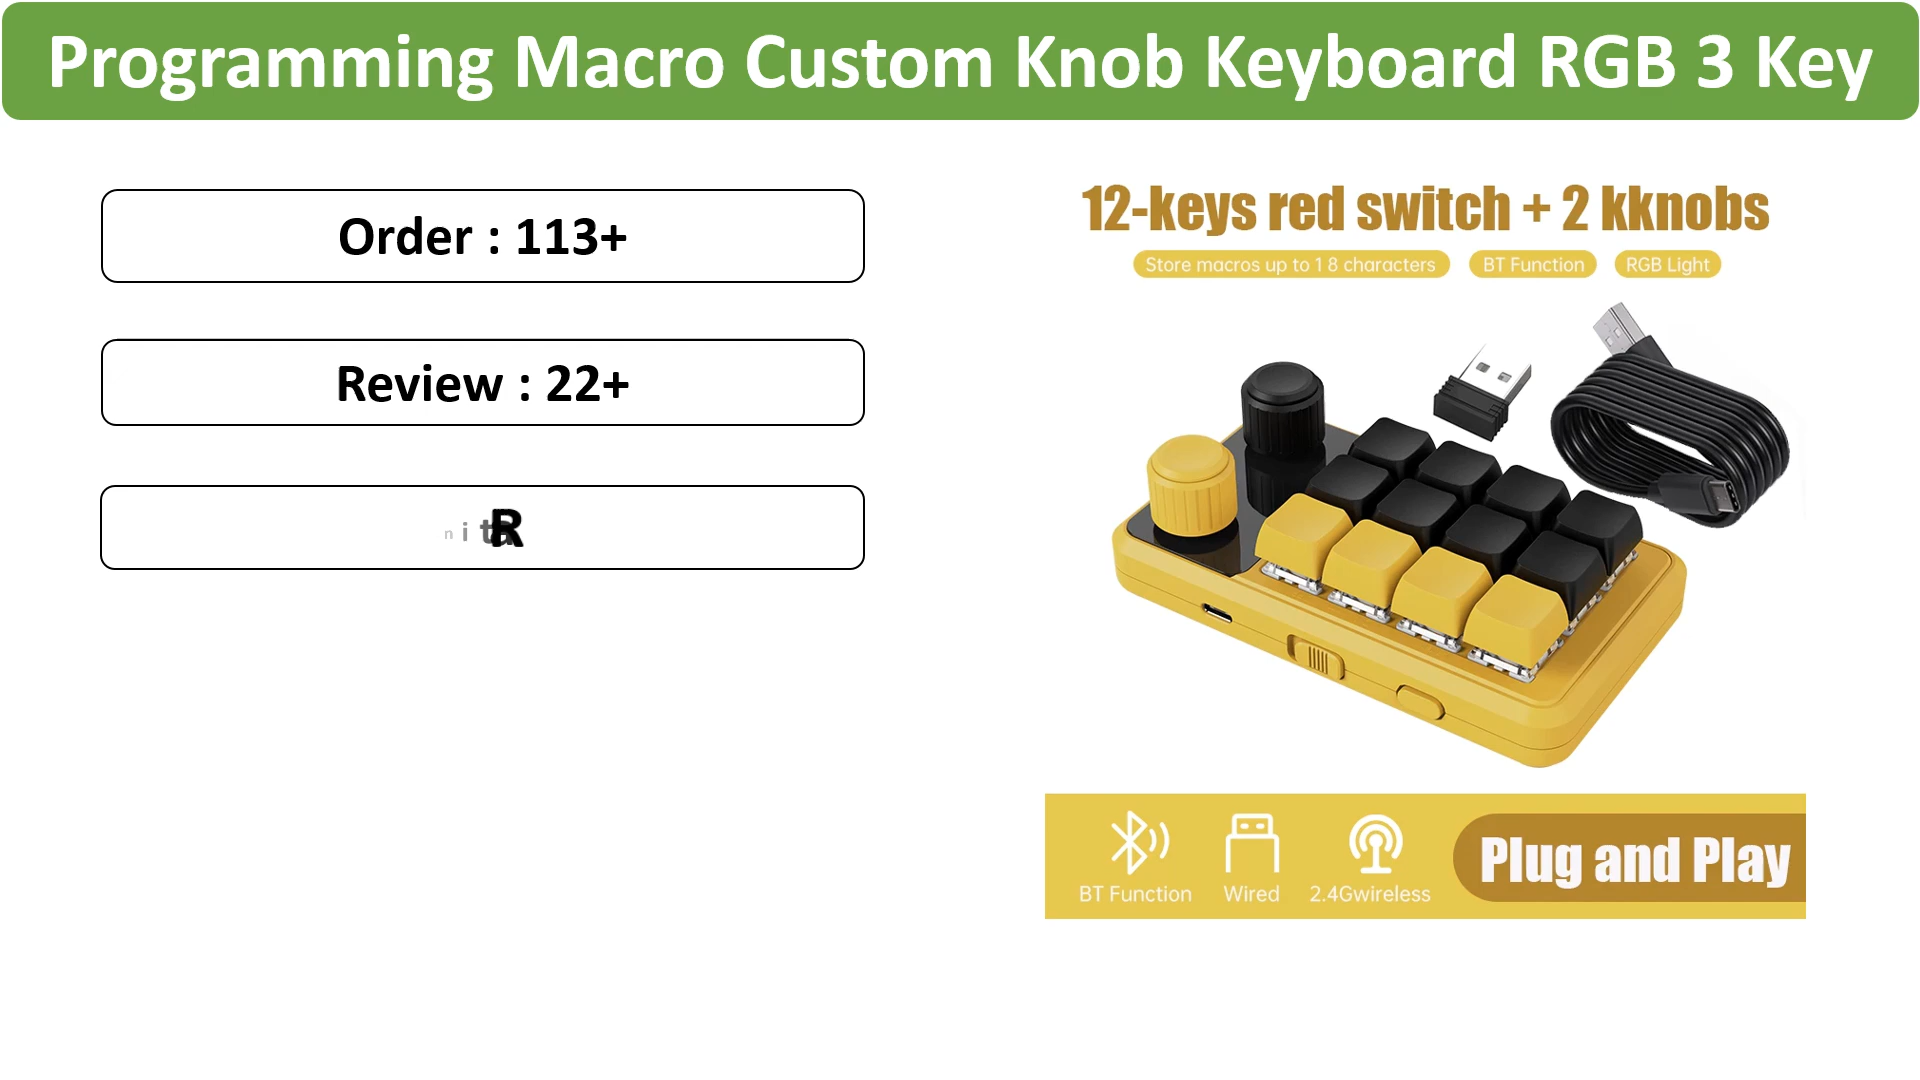 Programming Macro Custom Knob Keyboard RGB 3 Key
Order : 113+
Review : 22+
12-keys red switch + 2 kknobs
Store macros up to 1 8 characters BT Function RGB Light
BT Function Wired 2.4Gwireless Plug and Play